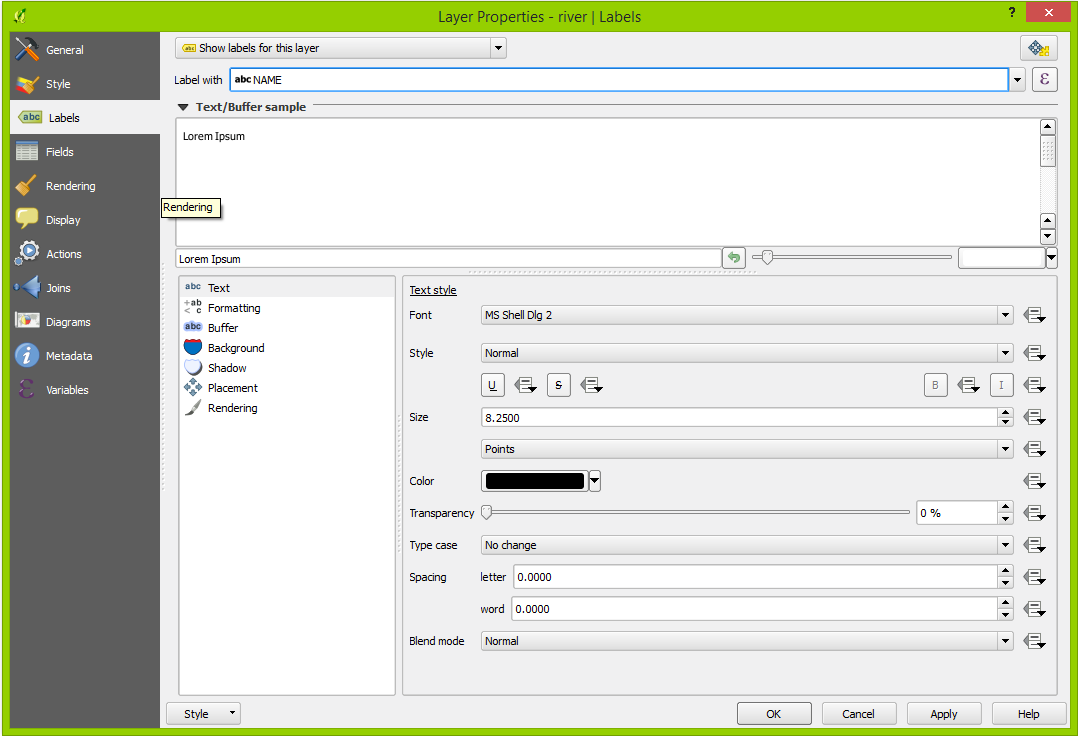 Layer Properties - river | Labels
?
General
Style
abc Labels
Fields
Rendering
Display
Actions
Joins
Diagrams
Metadata
Variables
Rendering
abc Show labels for this layer
Label with abc NAME ε
Text/Buffer sample
Lorem Ipsum
Lorem Ipsum
abc Text
+ab < c Formatting
abc Buffer
Background
Shadow
Placement
Rendering
Text style
Font MS Shell Dlg 2
Style Normal
U S B I
Size 8.2500
Points
Color
Transparency 0 %
Type case No change
Spacing letter 0.0000
word 0.0000
Blend mode Normal
Style OK Cancel Apply Help